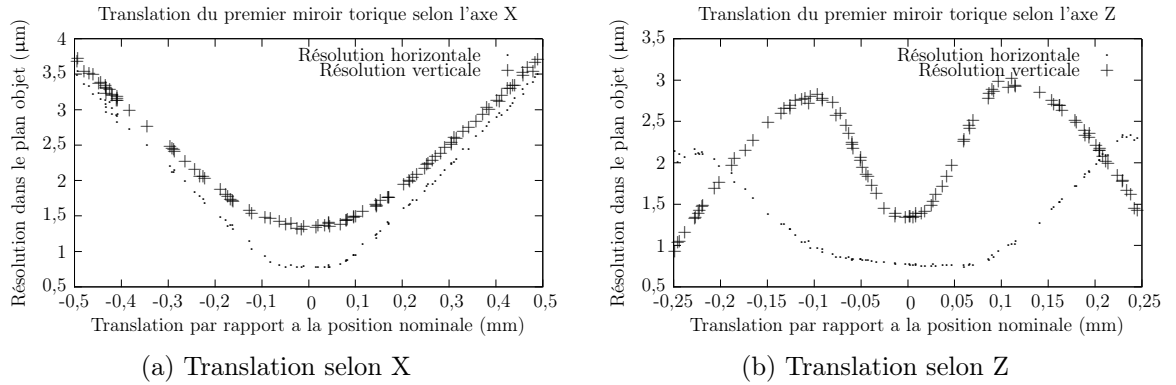 Translation du premier miroir torique selon l'axe X
Résolution dans le plan objet (µm)
4
3,5
3
2,5
2
1,5
1
0,5
Résolution horizontale
Résolution verticale
-0,5 -0,4 -0,3 -0,2 -0,1 0 0,1 0,2 0,3 0,4 0,5
Translation par rapport a la position nominale (mm)
(a) Translation selon X
Translation du premier miroir torique selon l'axe Z
Résolution dans le plan objet (µm)
3,5
3
2,5
2
1,5
1
0,5
Résolution horizontale
Résolution verticale
-0,25 -0,2 -0,15 -0,1 -0,05 0 0,05 0,1 0,15 0,2 0,25
Translation par rapport a la position nominale (mm)
(b) Translation selon Z